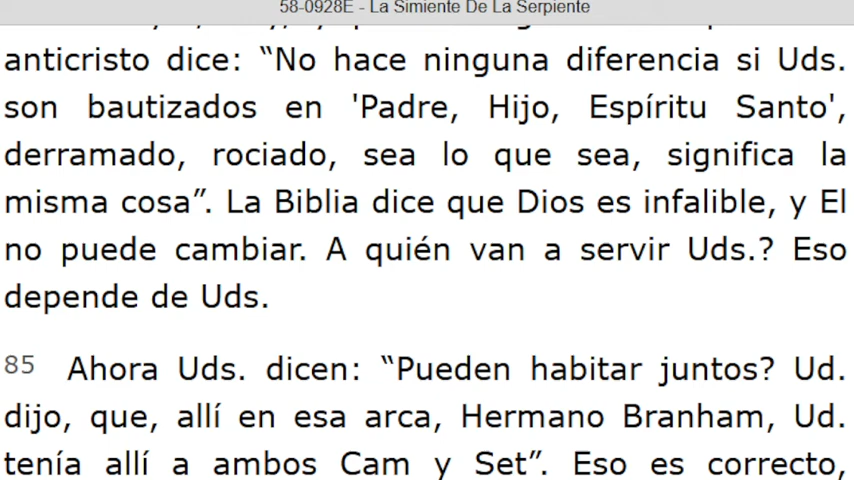 58-0928E - La Simiente De La Serpiente
anticristo dice: “No hace ninguna diferencia si Uds.
son bautizados en 'Padre, Hijo, Espíritu Santo',
derramado, rociado, sea lo que sea, significa la
misma cosa”. La Biblia dice que Dios es infalible, y El
no puede cambiar. A quién van a servir Uds.? Eso
depende de Uds.
85 Ahora Uds. dicen: “Pueden habitar juntos? Ud.
dijo, que, allí en esa arca, Hermano Branham, Ud.
tenía allí a ambos Cam y Set”. Eso es correcto,